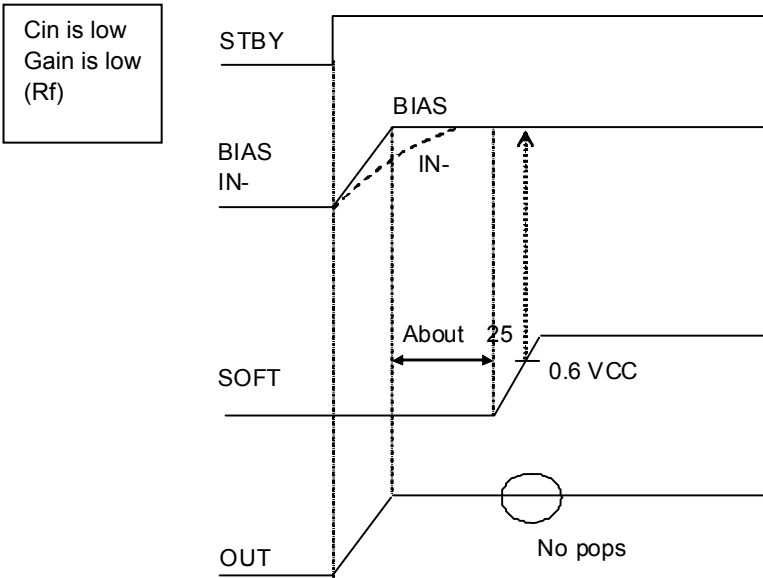 Cin is low
Gain is low
(Rf)
STBY
BIAS
BIAS
IN-
IN-
About 25
SOFT
0.6 VCC
No pops
OUT